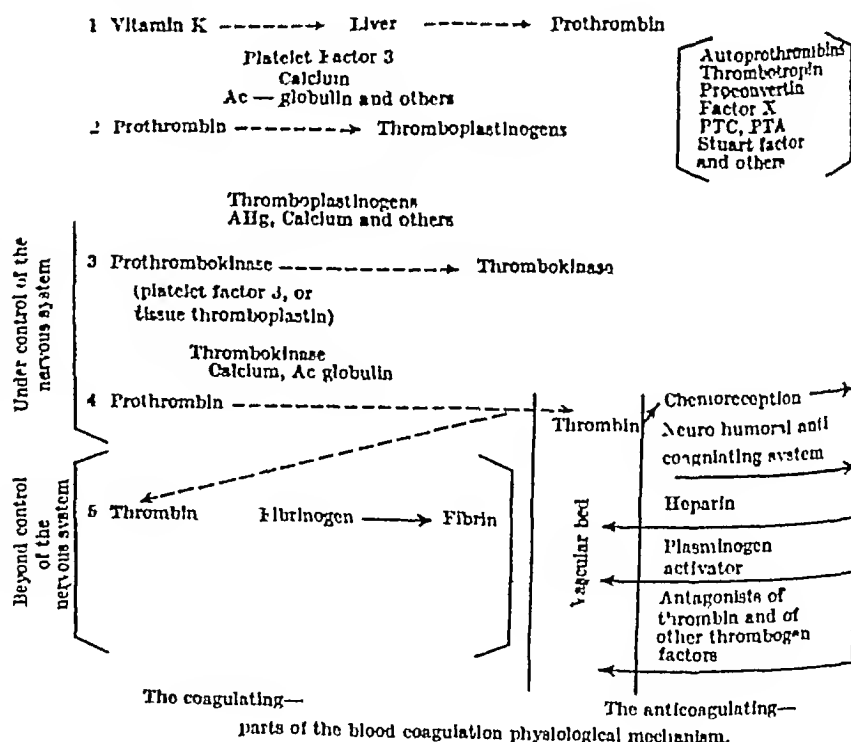 1 Vitamin K Liver Prothrombin
Platelet Factor 3
Calcium
Ac — globulin and others
2 Prothrombin Thromboplastinogens
Autoprothrombins
Thrombotropin
Proconvertin
Factor X
PTC, PTA
Stuart factor
and others
Under control of the
nervous system
Thromboplastinogens
AHg, Calcium and others
3 Prothrombokinase Thrombokinase
(platelet factor 3, or
tissue thromboplastin)
Thrombokinase
Calcium, Ac globulin
4 Prothrombin Thrombin
Beyond control
of the
nervous system
5 Thrombin Fibrinogen Fibrin
Vascular bed
Chemoreception
Neuro humoral anti
coagulating system
Heparin
Plasminogen
activator
Antagonists of
thrombin and of
other thrombogen
factors
The coagulating— The anticoagulating—
parts of the blood coagulation physiological mechanism.